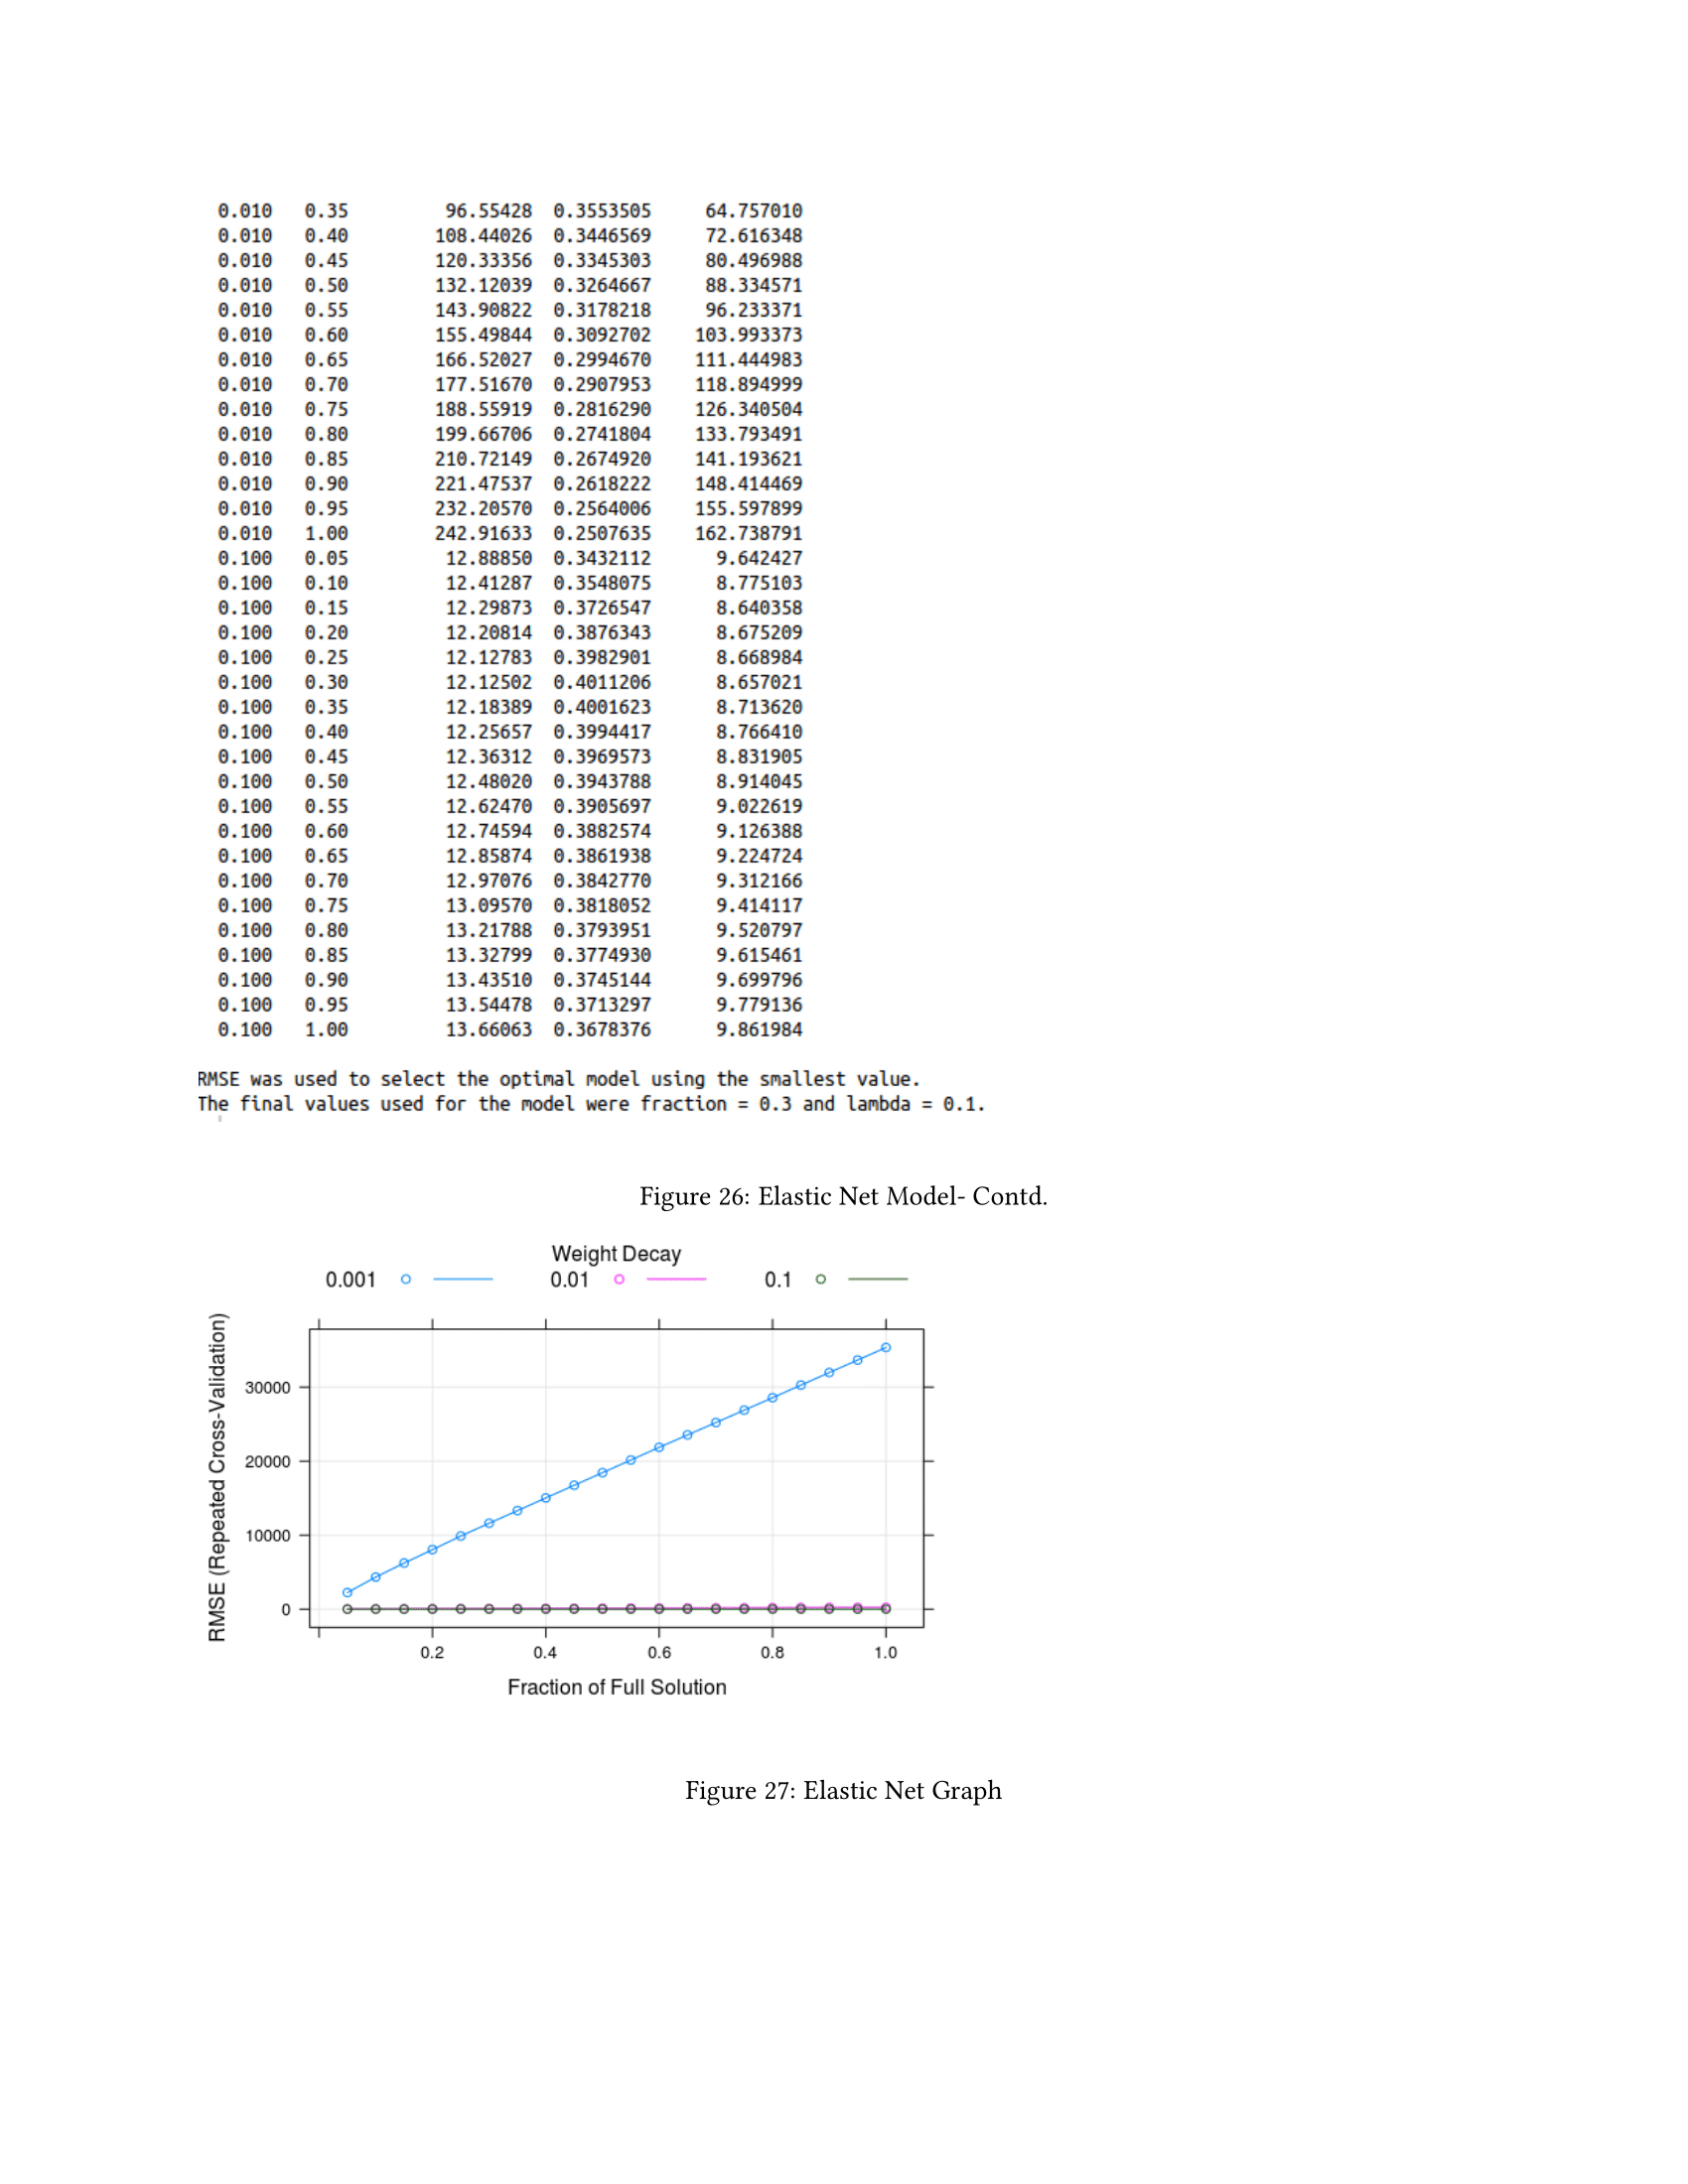 0.010 0.35 96.55428 0.3553505 64.757010
0.010 0.40 108.44026 0.3446569 72.616348
0.010 0.45 120.33356 0.3345303 80.496988
0.010 0.50 132.12039 0.3264667 88.334571
0.010 0.55 143.90822 0.3178218 96.233371
0.010 0.60 155.49844 0.3092702 103.993373
0.010 0.65 166.52027 0.2994670 111.444983
0.010 0.70 177.51670 0.2907953 118.894999
0.010 0.75 188.55919 0.2816290 126.340504
0.010 0.80 199.66706 0.2741804 133.793491
0.010 0.85 210.72149 0.2674920 141.193621
0.010 0.90 221.47537 0.2618222 148.414469
0.010 0.95 232.20570 0.2564006 155.597899
0.010 1.00 242.91633 0.2507635 162.738791
0.100 0.05 12.88850 0.3432112 9.642427
0.100 0.10 12.41287 0.3548075 8.775103
0.100 0.15 12.29873 0.3726547 8.640358
0.100 0.20 12.20814 0.3876343 8.675209
0.100 0.25 12.12783 0.3982901 8.668984
0.100 0.30 12.12502 0.4011206 8.657021
0.100 0.35 12.18389 0.4001623 8.713620
0.100 0.40 12.25657 0.3994417 8.766410
0.100 0.45 12.36312 0.3969573 8.831905
0.100 0.50 12.48020 0.3943788 8.914045
0.100 0.55 12.62470 0.3905697 9.022619
0.100 0.60 12.74594 0.3882574 9.126388
0.100 0.65 12.85874 0.3861938 9.224724
0.100 0.70 12.97076 0.3842770 9.312166
0.100 0.75 13.09570 0.3818052 9.414117
0.100 0.80 13.21788 0.3793951 9.520797
0.100 0.85 13.32799 0.3774930 9.615461
0.100 0.90 13.43510 0.3745144 9.699796
0.100 0.95 13.54478 0.3713297 9.779136
0.100 1.00 13.66063 0.3678376 9.861984
RMSE was used to select the optimal model using the smallest value.
The final values used for the model were fraction = 0.3 and lambda = 0.1.
Figure 26: Elastic Net Model- Contd.
Weight Decay
0.001 0.01 0.1
RMSE (Repeated Cross-Validation)
30000
20000
10000
0
0.2 0.4 0.6 0.8 1.0
Fraction of Full Solution
Figure 27: Elastic Net Graph